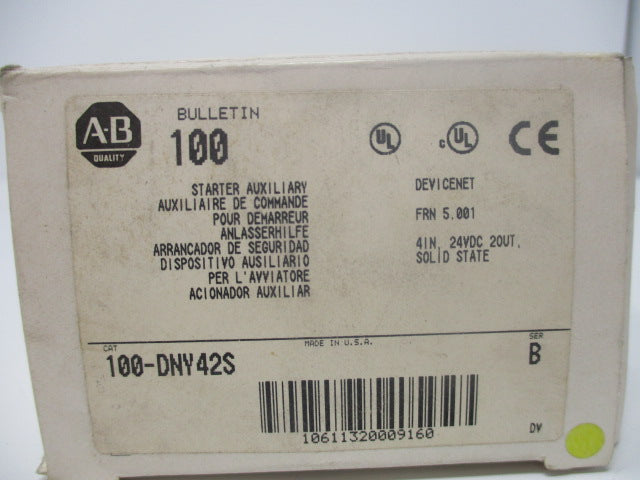 A-B
QUALITY
BULLETIN
100
UL
c UL
CE
STARTER AUXILIARY
AUXILIAIRE DE COMMANDE
POUR DEMARREUR
ANLASSERHILFE
ARRANCADOR DE SEGURIDAD
DISPOSITIVO AUSILIARIO
PER L'AVVIATORE
ACIONADOR AUXILIAR
DEVICENET
FRN 5.001
4IN, 24VDC 2OUT,
SOLID STATE
CAT
100-DNY42S
MADE IN U.S.A.
SER
B
10611320009160
DV